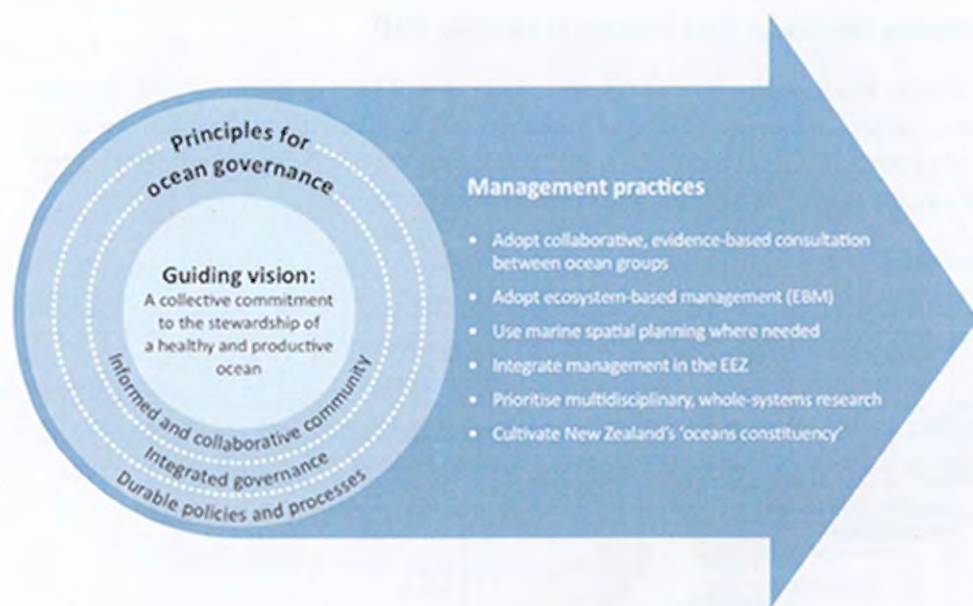 Principles for
ocean governance
Guiding vision:
A collective commitment
to the stewardship of
a healthy and productive
ocean
Informed and collaborative community
Integrated governance
Durable policies and processes
Management practices
• Adopt collaborative, evidence-based consultation
between ocean groups
• Adopt ecosystem-based management (EBM)
• Use marine spatial planning where needed
• Integrate management in the EEZ
• Prioritise multidisciplinary, whole-systems research
• Cultivate New Zealand's 'oceans constituency'